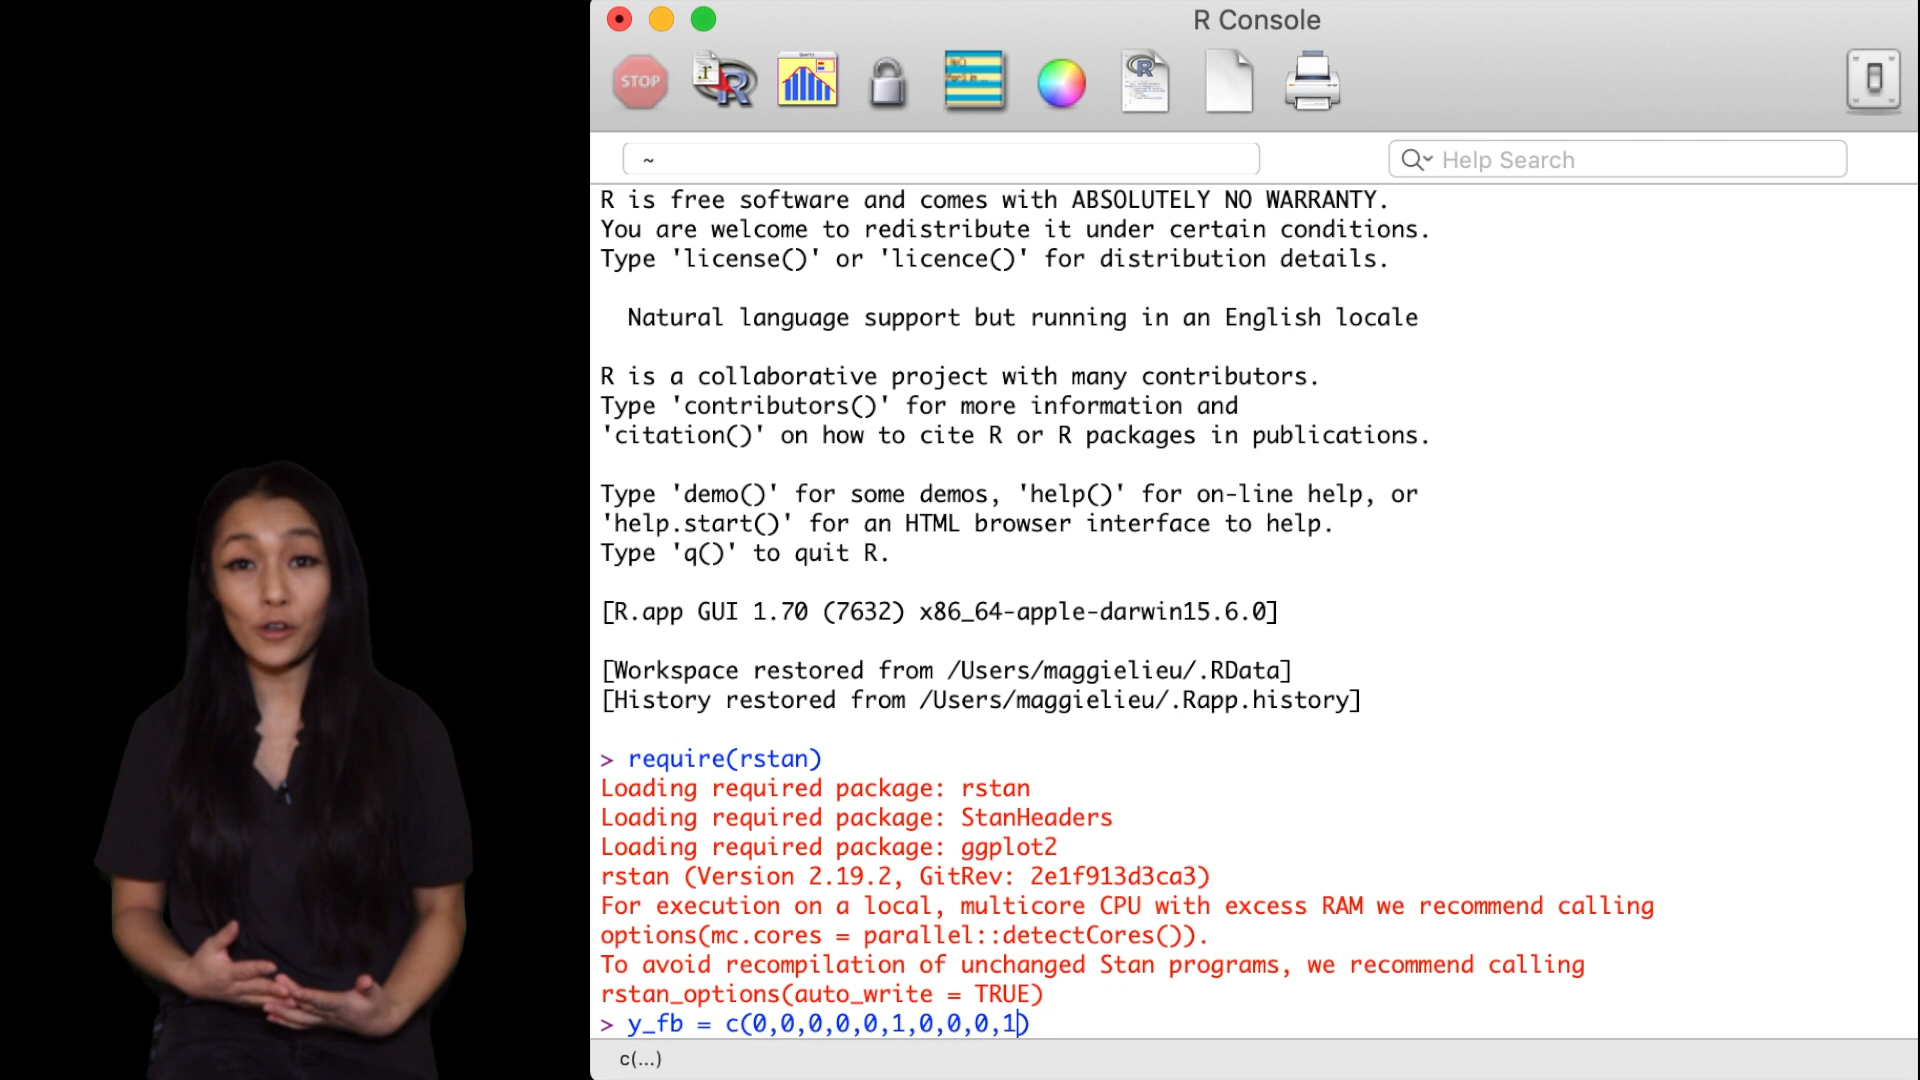 R Console
STOP
~
Help Search
R is free software and comes with ABSOLUTELY NO WARRANTY.
You are welcome to redistribute it under certain conditions.
Type 'license()' or 'licence()' for distribution details.
Natural language support but running in an English locale
R is a collaborative project with many contributors.
Type 'contributors()' for more information and
'citation()' on how to cite R or R packages in publications.
Type 'demo()' for some demos, 'help()' for on-line help, or
'help.start()' for an HTML browser interface to help.
Type 'q()' to quit R.
[R.app GUI 1.70 (7632) x86_64-apple-darwin15.6.0]
[Workspace restored from /Users/maggielieu/.RData]
[History restored from /Users/maggielieu/.Rapp.history]
> require(rstan)
Loading required package: rstan
Loading required package: StanHeaders
Loading required package: ggplot2
rstan (Version 2.19.2, GitRev: 2e1f913d3ca3)
For execution on a local, multicore CPU with excess RAM we recommend calling
options(mc.cores = parallel::detectCores()).
To avoid recompilation of unchanged Stan programs, we recommend calling
rstan_options(auto_write = TRUE)
> y_fb = c(0,0,0,0,0,1,0,0,0,1)
c(...)